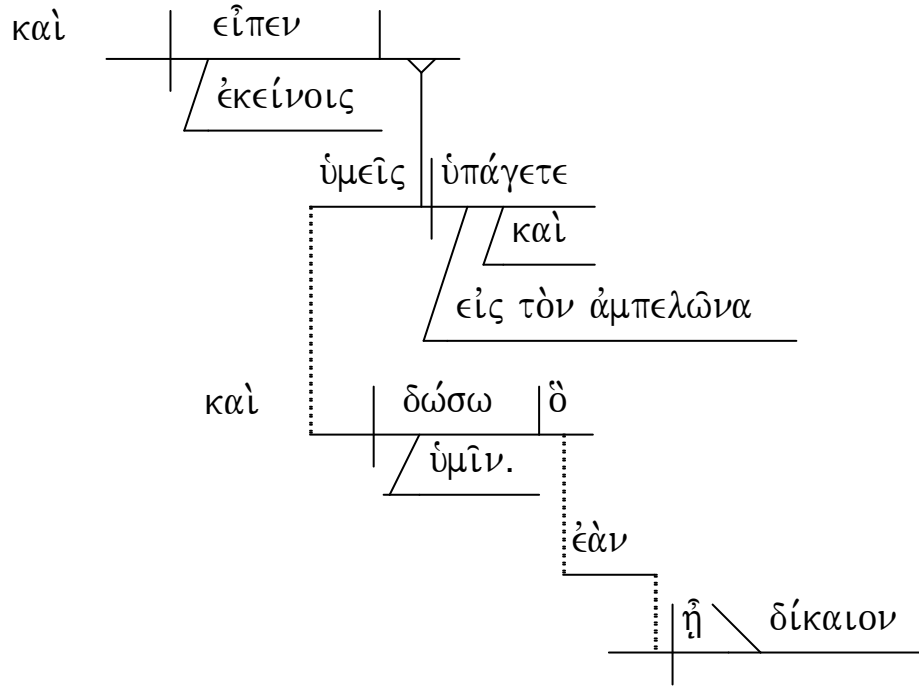 καὶ εἶπεν
ἐκείνοις
ὑμεῖς ὑπάγετε
καὶ
εἰς τὸν ἀμπελῶνα
καὶ δώσω ὃ
ὑμῖν.
ἐὰν
ᾖ δίκαιον